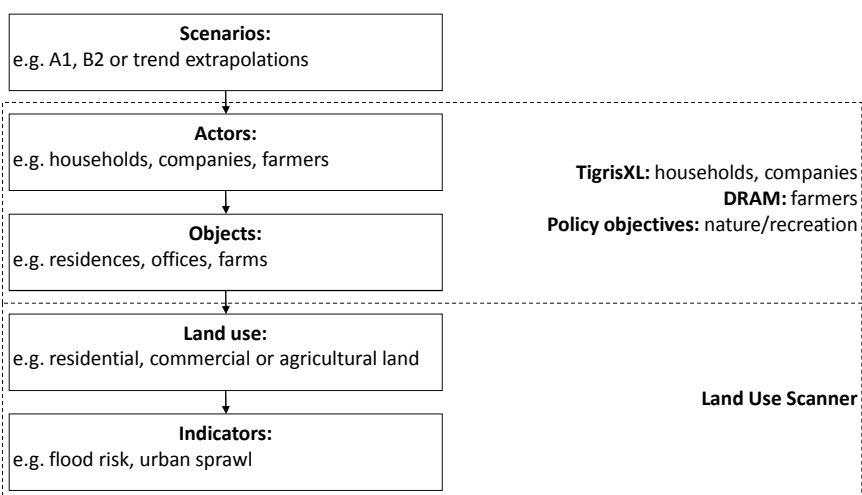 Scenarios:
e.g. A1, B2 or trend extrapolations
Actors:
e.g. households, companies, farmers
TigrisXL: households, companies
DRAM: farmers
Policy objectives: nature/recreation
Objects:
e.g. residences, offices, farms
Land use:
e.g. residential, commercial or agricultural land
Land Use Scanner
Indicators:
e.g. flood risk, urban sprawl